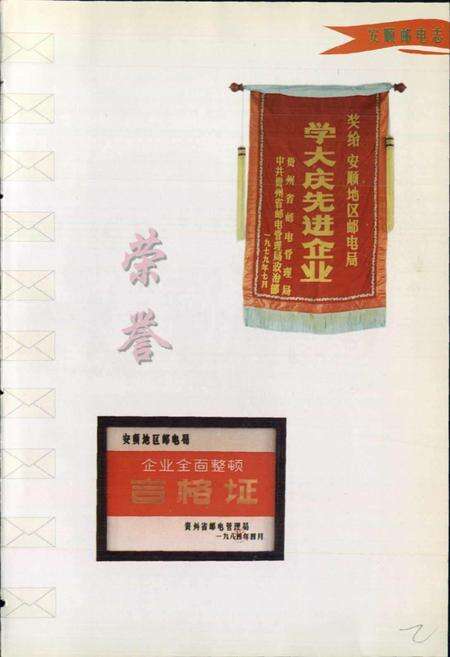 安顺邮电志
奖给 安顺地区邮电局
学大庆先进企业
贵州省邮电管理局
中共贵州省邮电管理局政治部
一九七九年七月
荣誉
安顺地区邮电局
企业全面整顿
合格证
贵州省邮电管理局
一九八四年四月